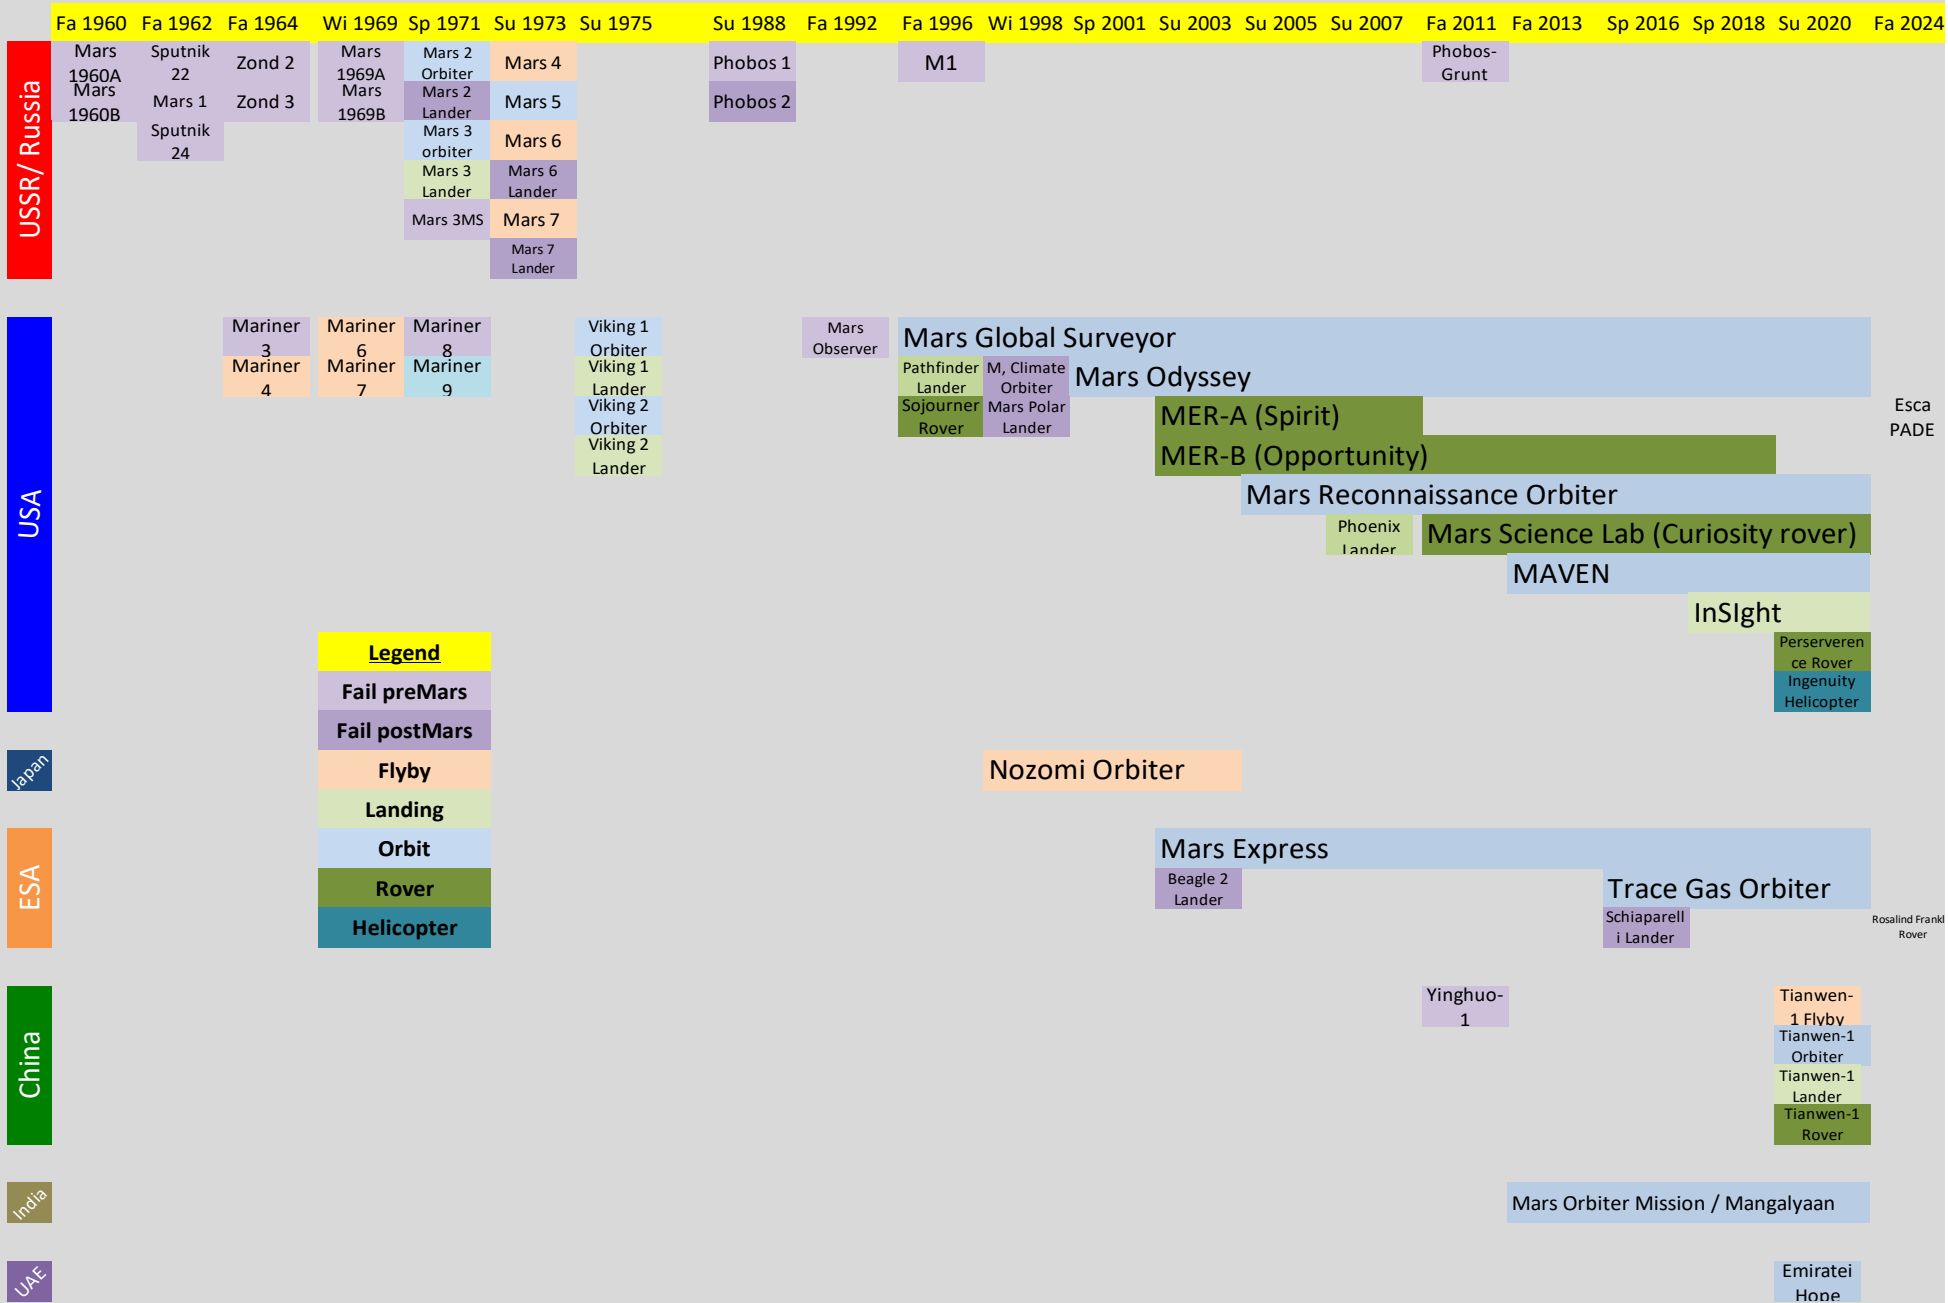 Fa 1960 Fa 1962 Fa 1964 Wi 1969 Sp 1971 Su 1973 Su 1975 Su 1988 Fa 1992 Fa 1996 Wi 1998 Sp 2001 Su 2003 Su 2005 Su 2007 Fa 2011 Fa 2013 Sp 2016 Sp 2018 Su 2020 Fa 2024
USSR/ Russia
Mars
1960A
Sputnik
22
Zond 2
Mars
1969A
Mars 2
Orbiter
Mars 4
Phobos 1
M1
Phobos-
Grunt
Mars
1960B
Mars 1
Zond 3
Mars
1969B
Mars 2
Lander
Mars 5
Phobos 2
Sputnik
24
Mars 3
orbiter
Mars 6
Mars 3
Lander
Mars 6
Lander
Mars 3MS
Mars 7
Mars 7
Lander
USA
Mariner
3
Mariner
6
Mariner
8
Viking 1
Orbiter
Mars
Observer
Mars Global Surveyor
Mariner
4
Mariner
7
Mariner
9
Viking 1
Lander
Pathfinder
Lander
M, Climate
Orbiter
Mars Odyssey
Viking 2
Orbiter
Sojourner
Rover
Mars Polar
Lander
MER-A (Spirit)
Esca
PADE
Viking 2
Lander
MER-B (Opportunity)
Mars Reconnaissance Orbiter
Phoenix
Lander
Mars Science Lab (Curiosity rover)
MAVEN
InSIght
Perserveren
ce Rover
Ingenuity
Helicopter
Legend
Fail preMars
Fail postMars
Flyby
Landing
Orbit
Rover
Helicopter
Japan
Nozomi Orbiter
ESA
Mars Express
Beagle 2
Lander
Trace Gas Orbiter
Schiaparell
i Lander
Rosalind Frankl
Rover
China
Yinghuo-
1
Tianwen-
1 Flyby
Tianwen-1
Orbiter
Tianwen-1
Lander
Tianwen-1
Rover
India
Mars Orbiter Mission / Mangalyaan
UAE
Emiratei
Hope